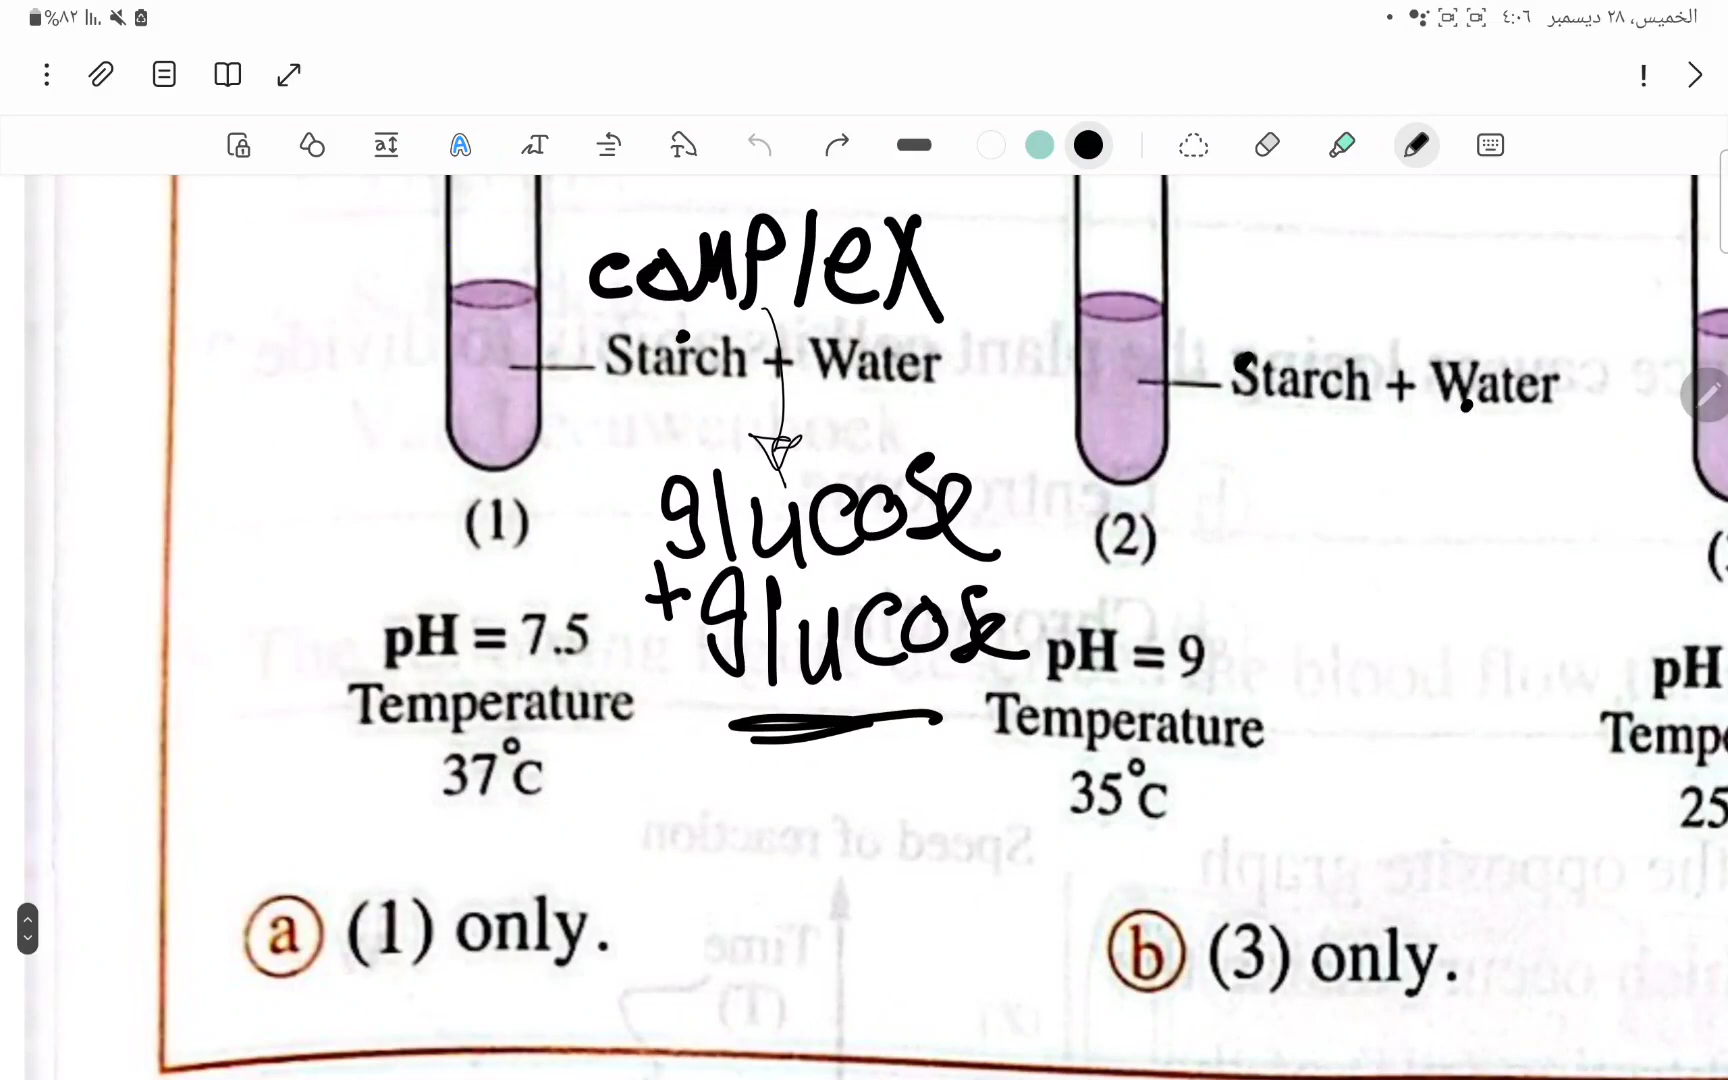 %٨٢
الخميس، ٢٨ ديسمبر ٤:٠٦
complex
Starch + Water
Starch + Water
glucose
+ glucose
(1)
(2)
pH = 7.5
Temperature
37°C
pH = 9
Temperature
35°C
pH
Temp
25
a (1) only.
b (3) only.